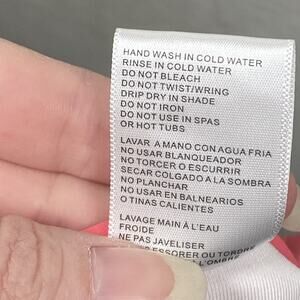 HAND WASH IN COLD WATER
RINSE IN COLD WATER
DO NOT BLEACH
DO NOT TWIST/WRING
DRIP DRY IN SHADE
DO NOT IRON
DO NOT USE IN SPAS
OR HOT TUBS
LAVAR A MANO CON AGUA FRIA
NO USAR BLANQUEADOR
NO TORCER O ESCURRIR
SECAR COLGADO A LA SOMBRA
NO PLANCHAR
NO USAR EN BALNEARIOS
O TINAS CALIENTES
LAVAGE MAIN À L'EAU
FROIDE
NE PAS JAVELISER
ESSORER OU TORDRE